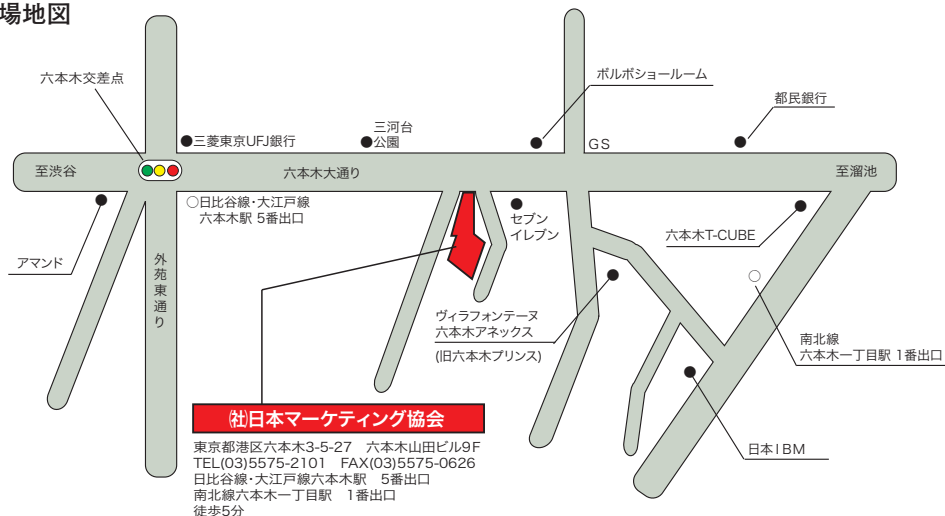 場地図
六本木交差点
ボルボショールーム
都民銀行
三菱東京UFJ銀行
三河台
公園
GS
至渋谷
六本木大通り
至溜池
○日比谷線・大江戸線
六本木駅 5番出口
セブン
イレブン
六本木T-CUBE
アマンド
外苑東通り
ヴィラフォンテーヌ
六本木アネックス
(旧六本木プリンス)
南北線
六本木一丁目駅 1番出口
㈳日本マーケティング協会
日本IBM
東京都港区六本木3-5-27 六本木山田ビル9F
TEL(03)5575-2101 FAX(03)5575-0626
日比谷線・大江戸線六本木駅 5番出口
南北線六本木一丁目駅 1番出口
徒歩5分